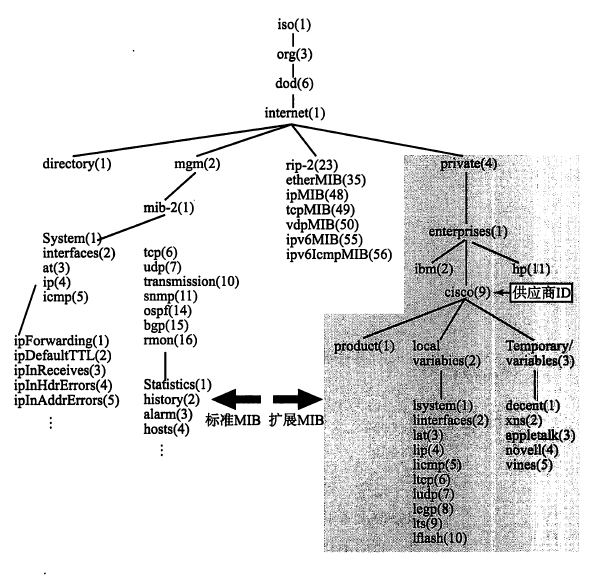 iso(1)
org(3)
dod(6)
internet(1)
directory(1)
mgm(2)
rip-2(23)
etherMIB(35)
ipMIB(48)
tcpMIB(49)
vdpMIB(50)
ipv6MIB(55)
ipv6IcmpMIB(56)
private(4)
mib-2(1)
enterprises(1)
System(1)
interfaces(2)
at(3)
ip(4)
icmp(5)
tcp(6)
udp(7)
transmission(10)
snmp(11)
ospf(14)
bgp(15)
rmon(16)
ibm(2)
hp(11)
cisco(9)
供应商ID
ipForwarding(1)
ipDefaultTTL(2)
ipInReceives(3)
ipInHdrErrors(4)
ipInAddrErrors(5)
⋮
Statistics(1)
history(2)
alarm(3)
hosts(4)
⋮
标准MIB
扩展MIB
product(1)
local
variabics(2)
Temporary/
variables(3)
lsystem(1)
linterfaces(2)
lat(3)
lip(4)
licmp(5)
ltcp(6)
ludp(7)
legp(8)
lts(9)
lflash(10)
decent(1)
xns(2)
appletalk(3)
novell(4)
vines(5)